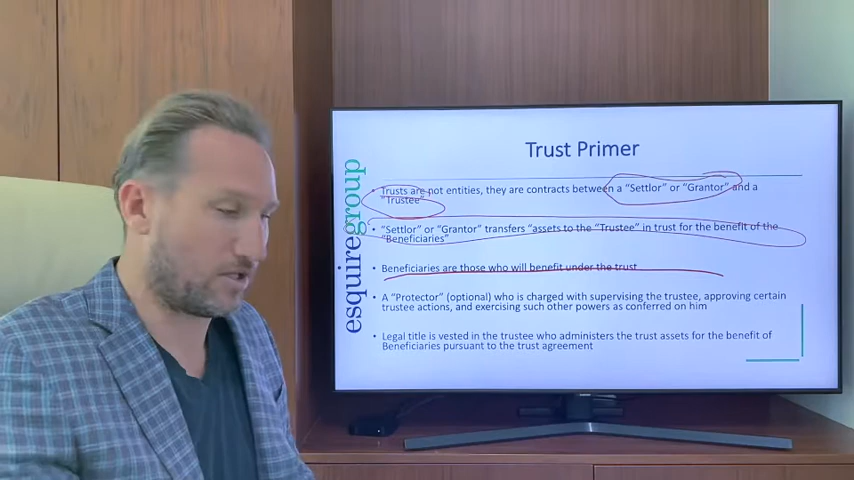 Trust Primer
• Trusts are not entities, they are contracts between a "Settlor" or "Grantor" and a
"Trustee"
• "Settlor" or "Grantor" transfers "assets to the "Trustee" in trust for the benefit of the
"Beneficiaries"
• Beneficiaries are those who will benefit under the trust
• A "Protector" (optional) who is charged with supervising the trustee, approving certain
trustee actions, and exercising such other powers as conferred on him
• Legal title is vested in the trustee who administers the trust assets for the benefit of
Beneficiaries pursuant to the trust agreement
esquiregroup